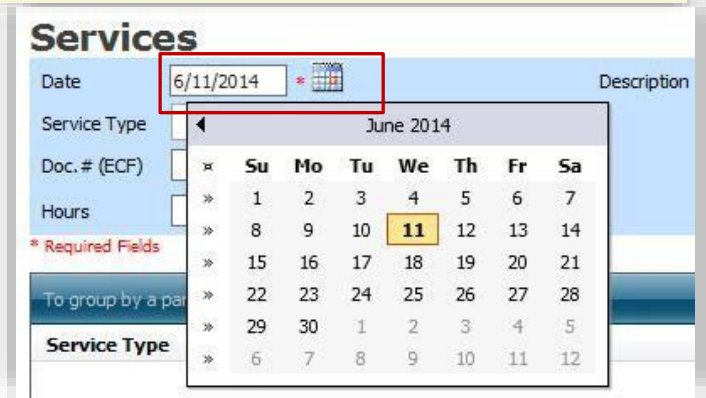 Services
Date 6/11/2014 * Description
Service Type
June 2014
Doc. # (ECF)
¤ Su Mo Tu We Th Fr Sa
» 1 2 3 4 5 6 7
Hours
» 8 9 10 11 12 13 14
* Required Fields
» 15 16 17 18 19 20 21
To group by a par
» 22 23 24 25 26 27 28
» 29 30 1 2 3 4 5
Service Type
» 6 7 8 9 10 11 12